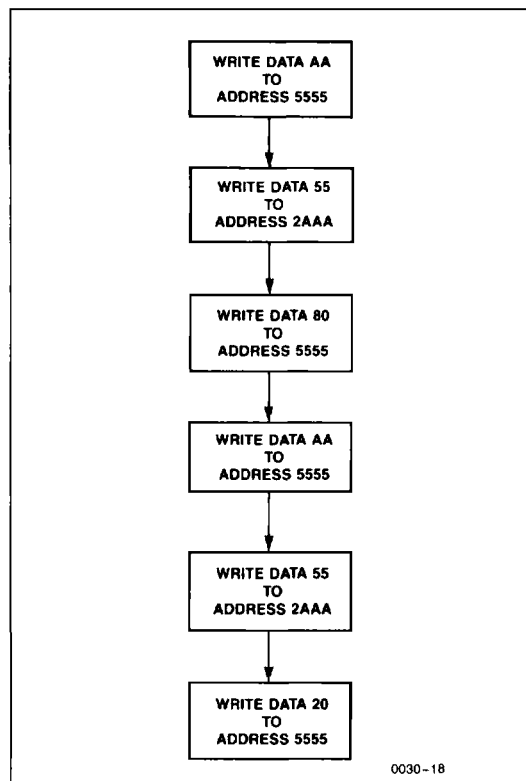 WRITE DATA AA
TO
ADDRESS 5555
WRITE DATA 55
TO
ADDRESS 2AAA
WRITE DATA 80
TO
ADDRESS 5555
WRITE DATA AA
TO
ADDRESS 5555
WRITE DATA 55
TO
ADDRESS 2AAA
WRITE DATA 20
TO
ADDRESS 5555
0030-18